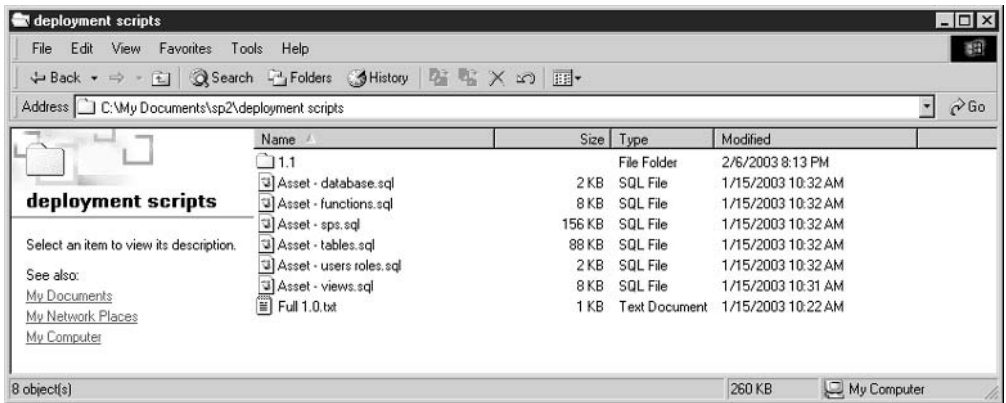 deployment scripts
File Edit View Favorites Tools Help
Back Search Folders History
Address C:\My Documents\sp2\deployment scripts Go
Name Size Type Modified
1.1 File Folder 2/6/2003 8:13 PM
Asset - database.sql 2 KB SQL File 1/15/2003 10:32 AM
Asset - functions.sql 8 KB SQL File 1/15/2003 10:32 AM
Asset - sps.sql 156 KB SQL File 1/15/2003 10:32 AM
Asset - tables.sql 88 KB SQL File 1/15/2003 10:32 AM
Asset - users roles.sql 2 KB SQL File 1/15/2003 10:32 AM
Asset - views.sql 8 KB SQL File 1/15/2003 10:31 AM
Full 1.0.txt 1 KB Text Document 1/15/2003 10:22 AM
deployment scripts
Select an item to view its description.
See also:
My Documents
My Network Places
My Computer
8 object(s) 260 KB My Computer